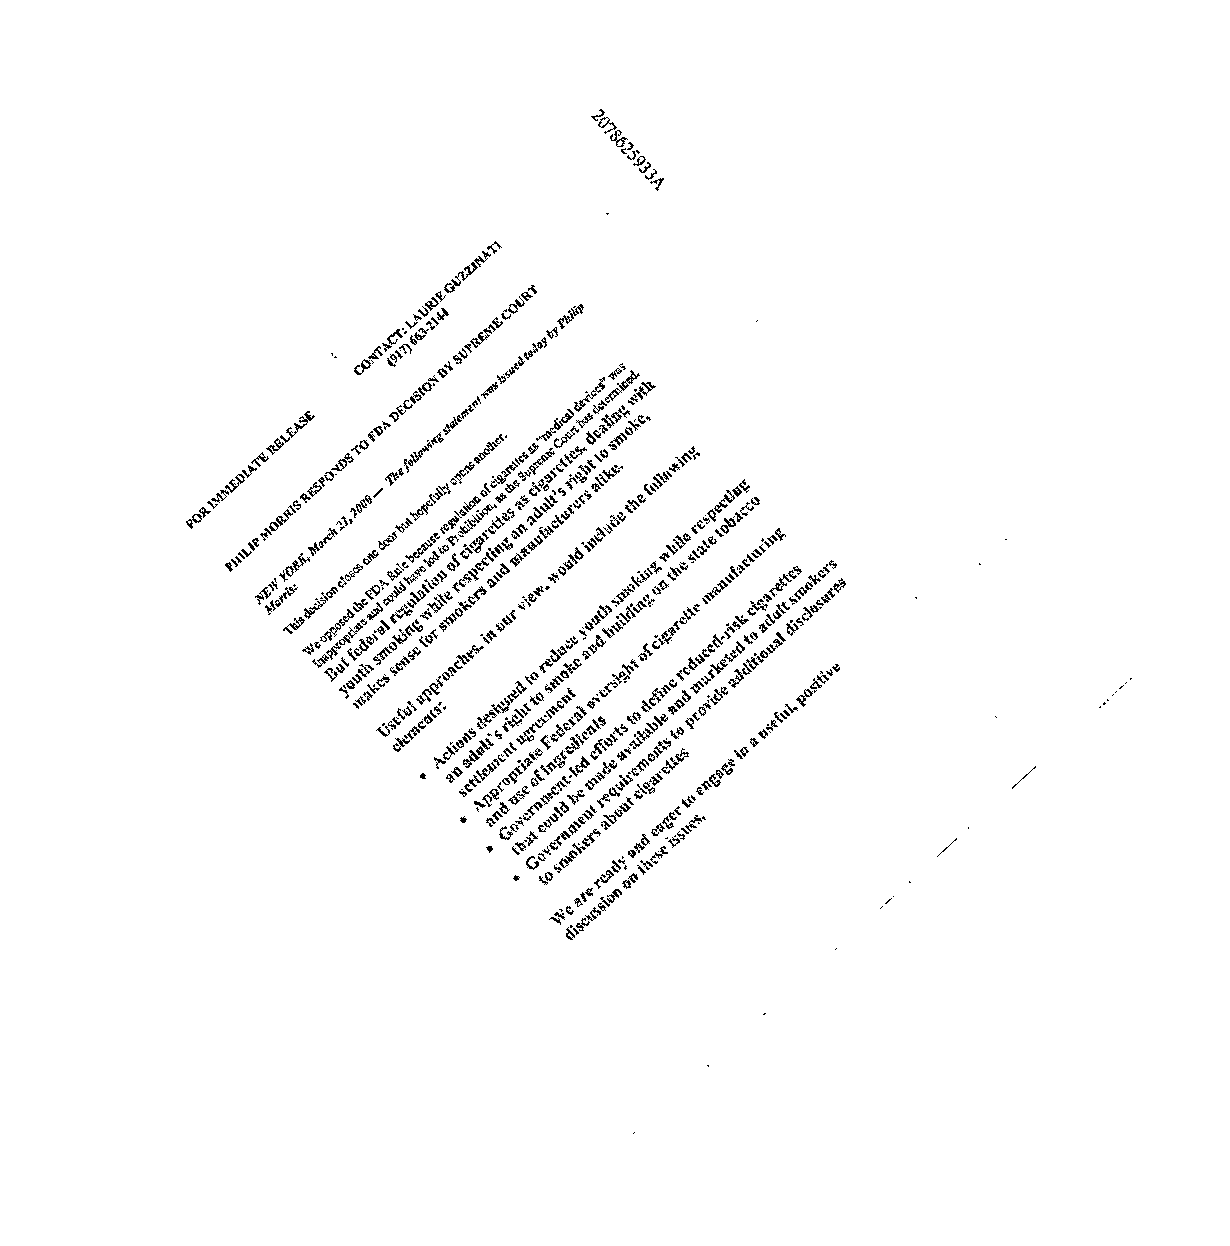 2078625933A
FOR IMMEDIATE RELEASE
CONTACT: LAURIE GUZZINATI
(917) 663-2144
PHILIP MORRIS RESPONDS TO FDA DECISION BY SUPREME COURT
NEW YORK, March 21, 2000 — The following statement was issued today by Philip
Morris:
This decision closes one door but hopefully opens another.
We opposed the FDA Rule because regulation of cigarettes as "medical devices" was
inappropriate and could have led to Prohibition, as the Supreme Court has determined.
But federal regulation of cigarettes as cigarettes, dealing with
youth smoking while respecting an adult's right to smoke,
makes sense for smokers and manufacturers alike.
Useful approaches, in our view, would include the following
elements:
• Actions designed to reduce youth smoking while respecting
an adult's right to smoke and building on the state tobacco
settlement agreement
• Appropriate Federal oversight of cigarette manufacturing
and use of ingredients
• Government-led efforts to define reduced-risk cigarettes
that could be made available and marketed to adult smokers
• Government requirements to provide additional disclosures
to smokers about cigarettes
We are ready and eager to engage in a useful, positive
discussion on these issues.